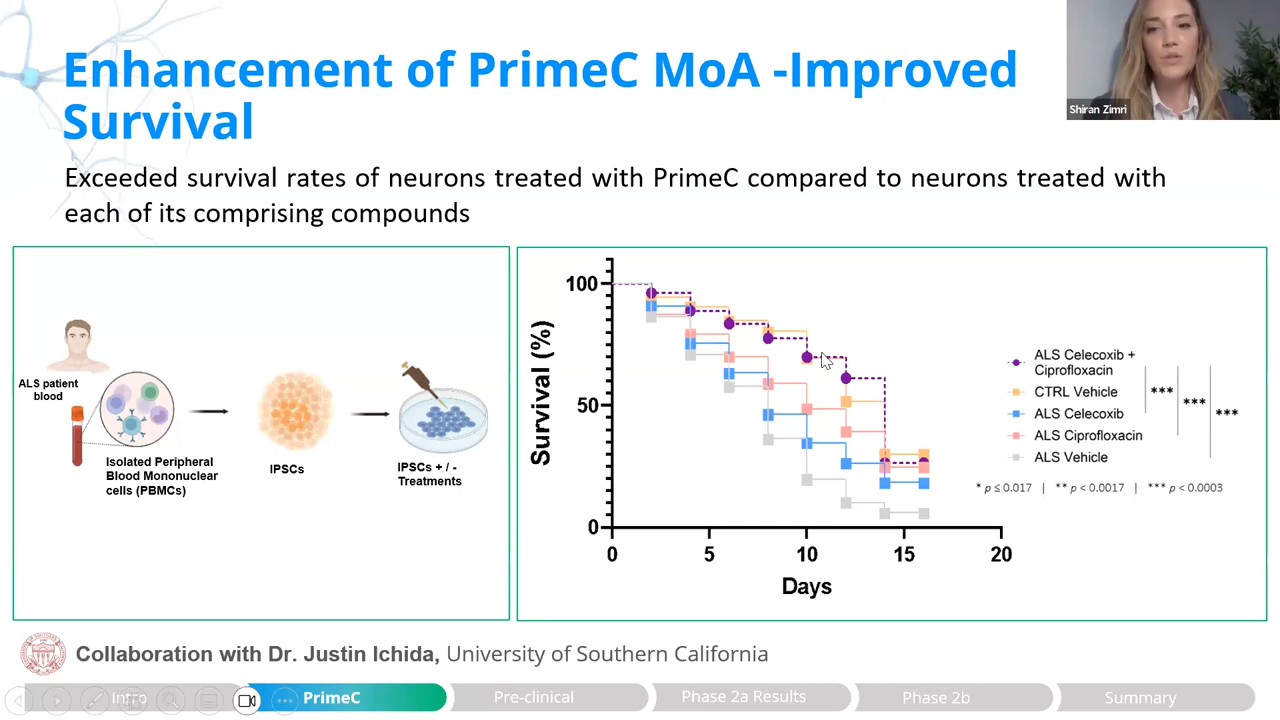 Enhancement of PrimeC MoA -Improved
Survival
Shiran Zimri
Exceeded survival rates of neurons treated with PrimeC compared to neurons treated with
each of its comprising compounds
ALS patient
blood
Isolated Peripheral
Blood Mononuclear
cells (PBMCs)
IPSCs
IPSCs + / -
Treatments
Survival (%)
100
50
0
0 5 10 15 20
Days
ALS Celecoxib +
Ciprofloxacin
CTRL Vehicle
ALS Celecoxib
ALS Ciprofloxacin
ALS Vehicle
***
***
***
* p ≤ 0.017 | ** p < 0.0017 | *** p < 0.0003
Collaboration with Dr. Justin Ichida, University of Southern California
Intro PrimeC Pre-clinical Phase 2a Results Phase 2b Summary